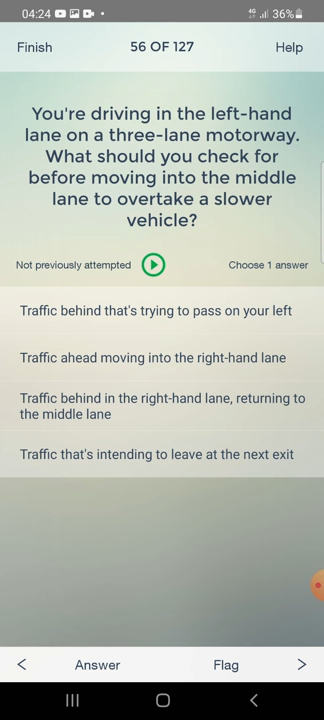 04:24 4G 36%
Finish 56 OF 127 Help
You're driving in the left-hand
lane on a three-lane motorway.
What should you check for
before moving into the middle
lane to overtake a slower
vehicle?
Not previously attempted Choose 1 answer
Traffic behind that's trying to pass on your left
Traffic ahead moving into the right-hand lane
Traffic behind in the right-hand lane, returning to
the middle lane
Traffic that's intending to leave at the next exit
Answer Flag